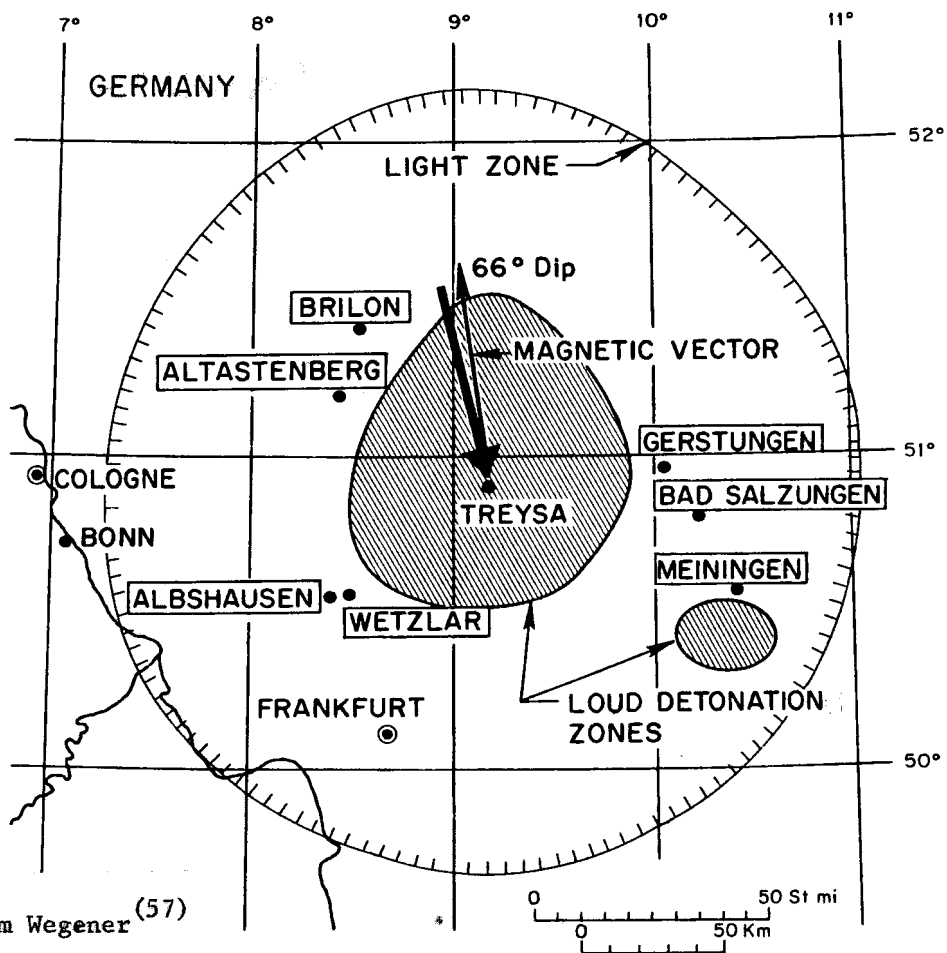 7° 8° 9° 10° 11°
GERMANY
52°
LIGHT ZONE
66° Dip
BRILON
MAGNETIC VECTOR
ALTASTENBERG
GERSTUNGEN
51°
COLOGNE
BAD SALZUNGEN
TREYSA
BONN
MEININGEN
ALBSHAUSEN
WETZLAR
FRANKFURT
LOUD DETONATION
ZONES
50°
0 50 St mi
m Wegener (57)
0 50 Km